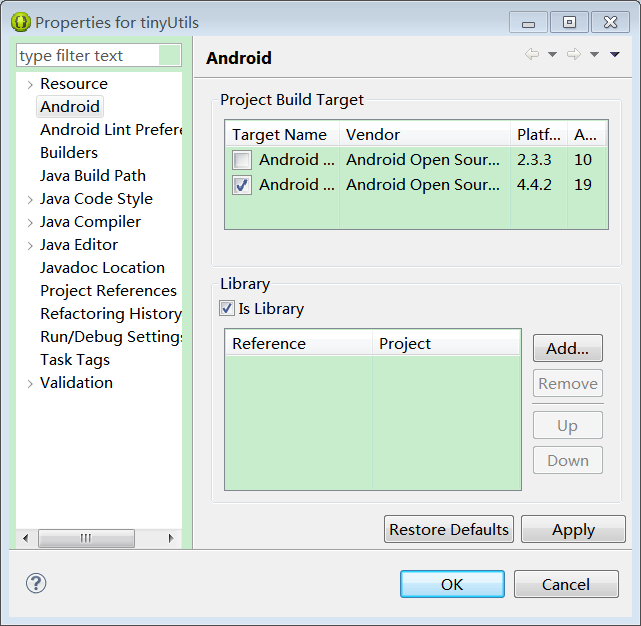 Properties for tinyUtils
type filter text
Resource
Android
Android Lint Prefere
Builders
Java Build Path
Java Code Style
Java Compiler
Java Editor
Javadoc Location
Project References
Refactoring History
Run/Debug Settings
Task Tags
Validation
Android
Project Build Target
Target Name Vendor Platf... A...
Android ... Android Open Sour... 2.3.3 10
Android ... Android Open Sour... 4.4.2 19
Library
Is Library
Reference Project
Add...
Remove
Up
Down
Restore Defaults Apply
? OK Cancel